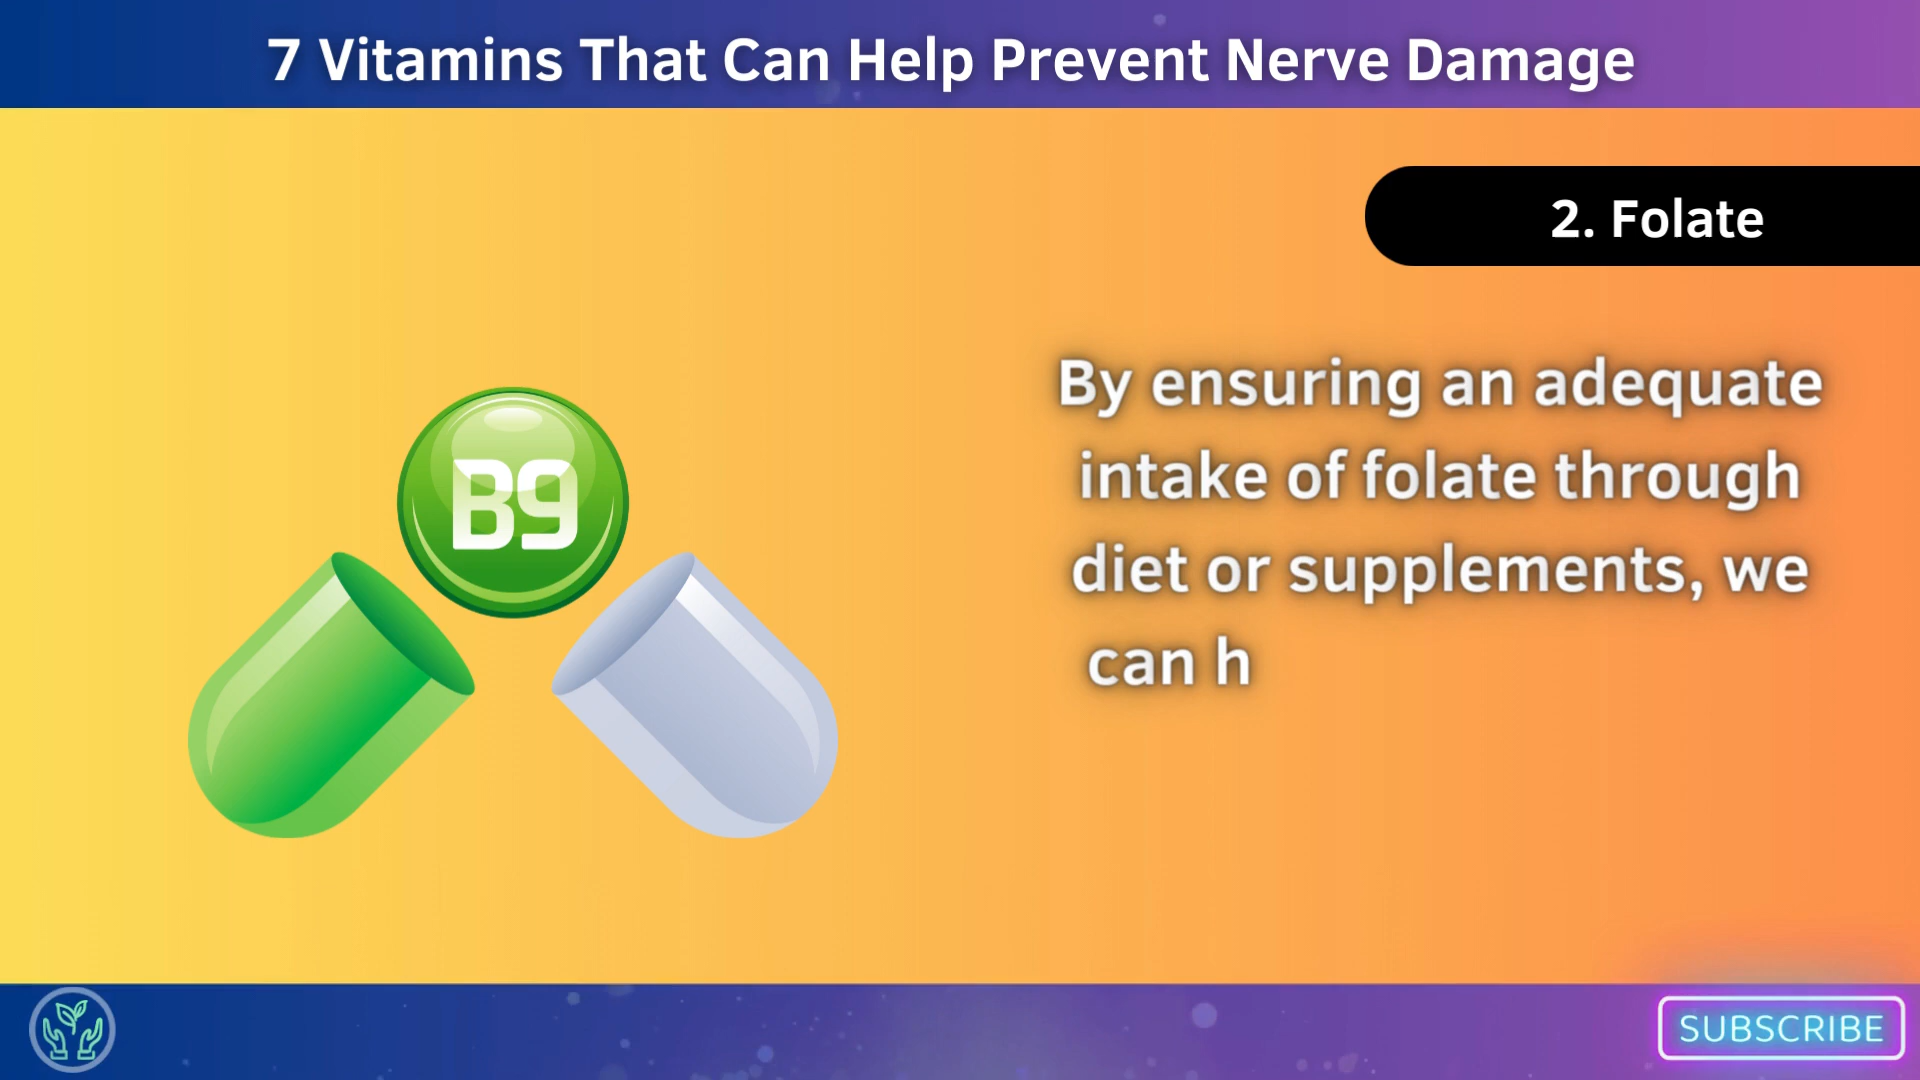 7 Vitamins That Can Help Prevent Nerve Damage
2. Folate
By ensuring an adequate
intake of folate through
diet or supplements, we
can h
B9
SUBSCRIBE